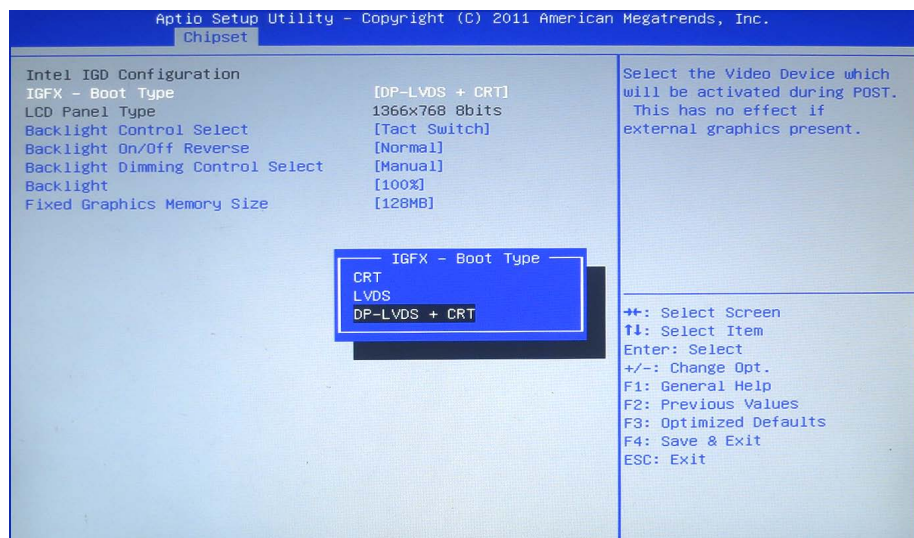 Aptio Setup Utility – Copyright (C) 2011 American Megatrends, Inc.
Chipset
Intel IGD Configuration
IGFX – Boot Type [DP–LVDS + CRT]
LCD Panel Type 1366x768 8bits
Backlight Control Select [Tact Switch]
Backlight On/Off Reverse [Normal]
Backlight Dimming Control Select [Manual]
Backlight [100%]
Fixed Graphics Memory Size [128MB]
Select the Video Device which
will be activated during POST.
This has no effect if
external graphics present.
IGFX – Boot Type
CRT
LVDS
DP–LVDS + CRT
→←: Select Screen
↑↓: Select Item
Enter: Select
+/–: Change Opt.
F1: General Help
F2: Previous Values
F3: Optimized Defaults
F4: Save & Exit
ESC: Exit